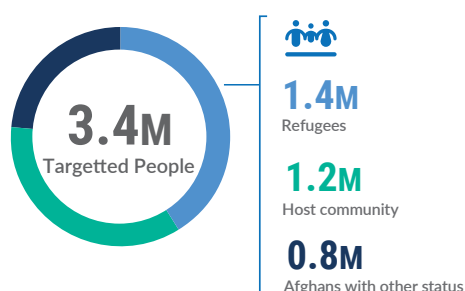 3.4M
Targetted People
1.4M
Refugees
1.2M
Host community
0.8M
Afghans with other status